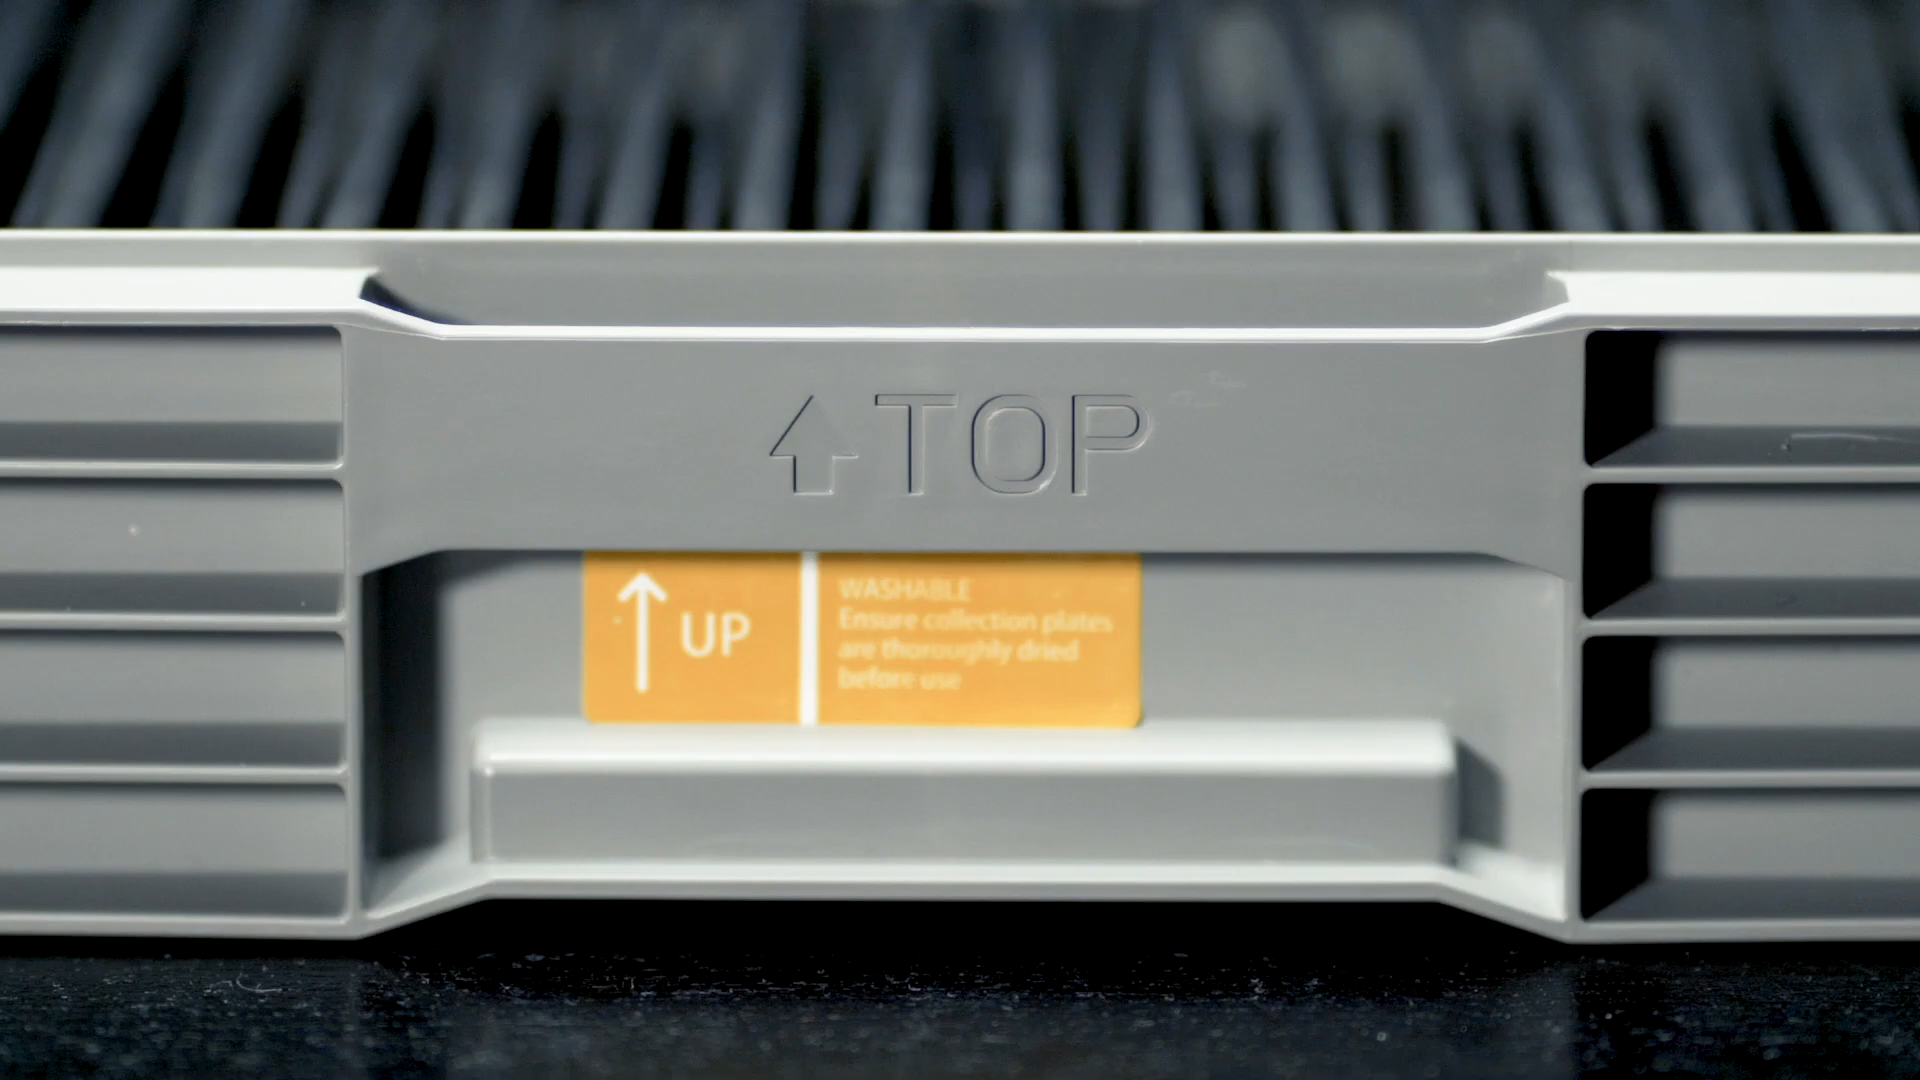 TOP
UP
WASHABLE
Ensure collection plates
are thoroughly dried
before use